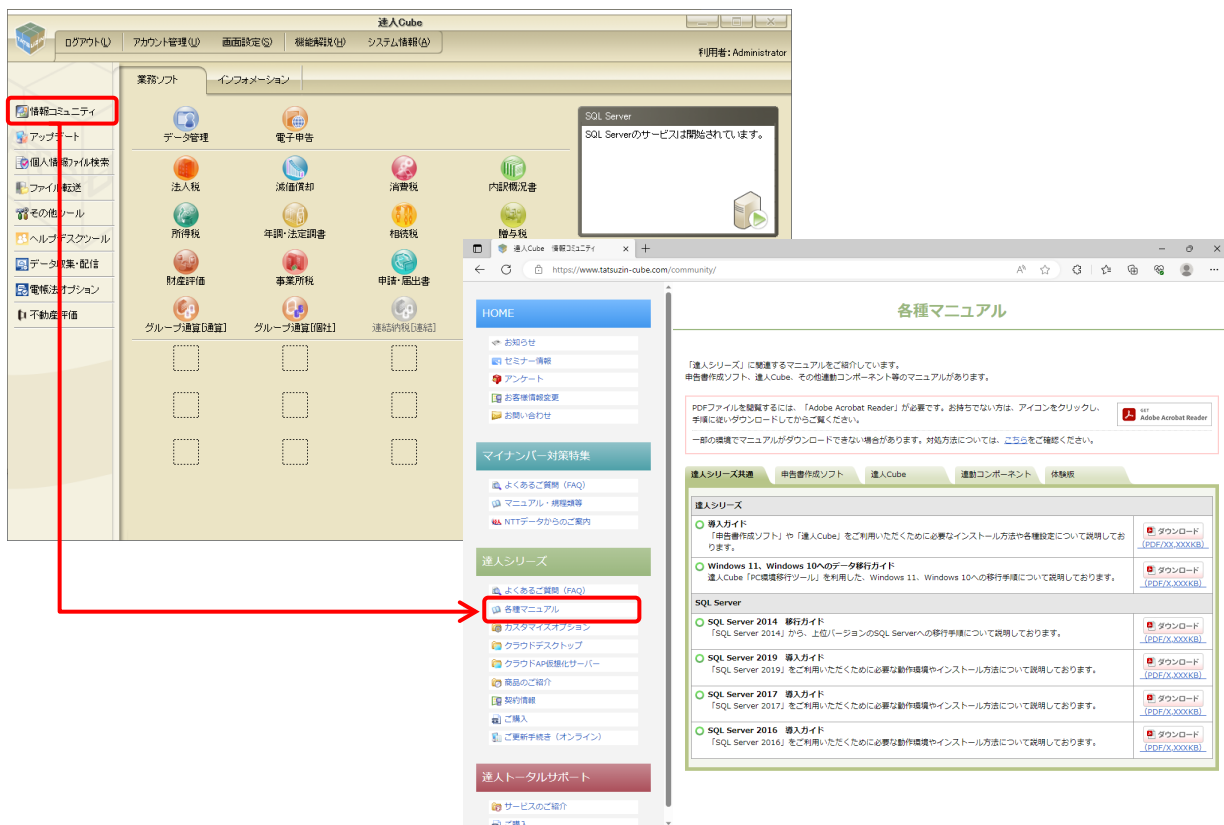 達人Cube
ログアウト(L)
アカウント管理(U)
画面設定(S)
機能解説(H)
システム情報(A)
利用者: Administrator
業務ソフト
インフォメーション
情報コミュニティ
アップデート
個人情報ファイル検索
ファイル転送
その他ツール
ヘルプデスクツール
データ収集・配信
電帳法オプション
不動産評価
データ管理
電子申告
法人税
減価償却
消費税
内訳概況書
所得税
年調・法定調書
相続税
贈与税
財産評価
事業所税
申請・届出書
グループ通算[通算]
グループ通算[個社]
連結納税[連結]
SQL Server
SQL Serverのサービスは開始されています。
達人Cube 情報コミュニティ
https://www.tatsuzin-cube.com/community/
HOME
お知らせ
セミナー情報
アンケート
お客様情報変更
お問い合わせ
マイナンバー対策特集
よくあるご質問（FAQ）
マニュアル・規程類等
NTTデータからのご案内
達人シリーズ
よくあるご質問（FAQ）
各種マニュアル
カスタマイズオプション
クラウドデスクトップ
クラウドAP仮想化サーバー
商品のご紹介
契約情報
ご購入
ご更新手続き（オンライン）
達人トータルサポート
サービスのご紹介
ご購入
各種マニュアル
「達人シリーズ」に関連するマニュアルをご紹介しています。
申告書作成ソフト、達人Cube、その他連動コンポーネント等のマニュアルがあります。
PDFファイルを閲覧するには、「Adobe Acrobat Reader」が必要です。お持ちでない方は、アイコンをクリックし、
手順に従いダウンロードしてからご覧ください。
GET
Adobe Acrobat Reader
一部の環境でマニュアルがダウンロードできない場合があります。対処方法については、こちらをご確認ください。
達人シリーズ共通
申告書作成ソフト
達人Cube
連動コンポーネント
体験版
達人シリーズ
導入ガイド
「申告書作成ソフト」や「達人Cube」をご利用いただくために必要なインストール方法や各種設定について説明してお
ります。
ダウンロード
(PDF/XX,XXXKB)
Windows 11、Windows 10へのデータ移行ガイド
達人Cube「PC環境移行ツール」を利用した、Windows 11、Windows 10への移行手順について説明しております。
ダウンロード
(PDF/X,XXXKB)
SQL Server
SQL Server 2014 移行ガイド
「SQL Server 2014」から、上位バージョンのSQL Serverへの移行手順について説明しております。
ダウンロード
(PDF/X,XXXKB)
SQL Server 2019 導入ガイド
「SQL Server 2019」をご利用いただくために必要な動作環境やインストール方法について説明しております。
ダウンロード
(PDF/X,XXXKB)
SQL Server 2017 導入ガイド
「SQL Server 2017」をご利用いただくために必要な動作環境やインストール方法について説明しております。
ダウンロード
(PDF/X,XXXKB)
SQL Server 2016 導入ガイド
「SQL Server 2016」をご利用いただくために必要な動作環境やインストール方法について説明しております。
ダウンロード
(PDF/X,XXXKB)